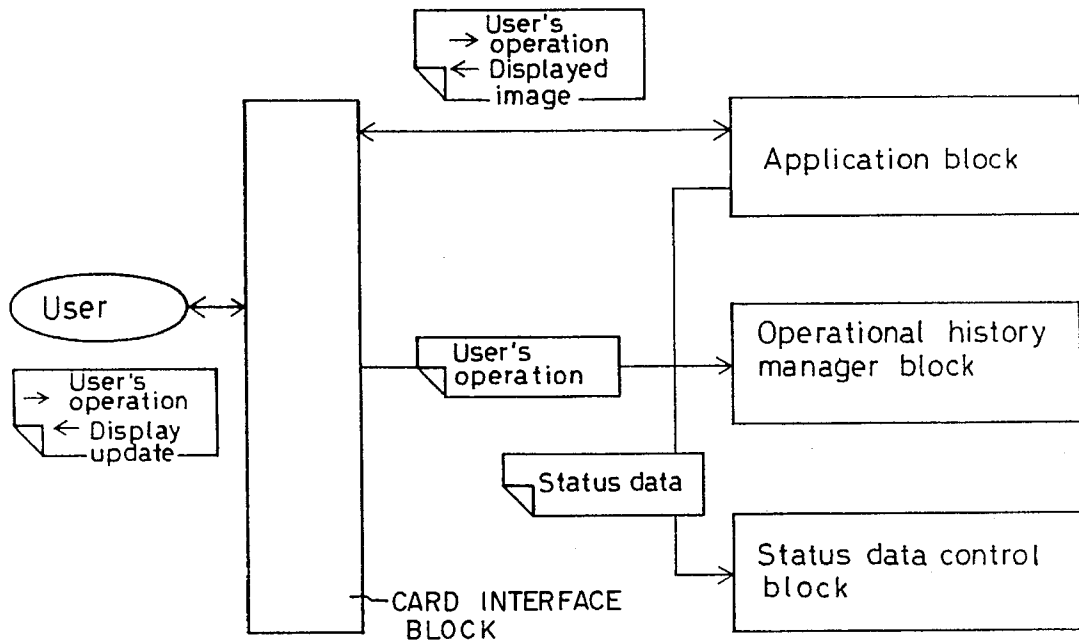 → User's
operation
← Displayed
image
Application block
User
→ User's
operation
← Display
update
User's
operation
Operational history
manager block
Status data
Status data control
block
CARD INTERFACE
BLOCK